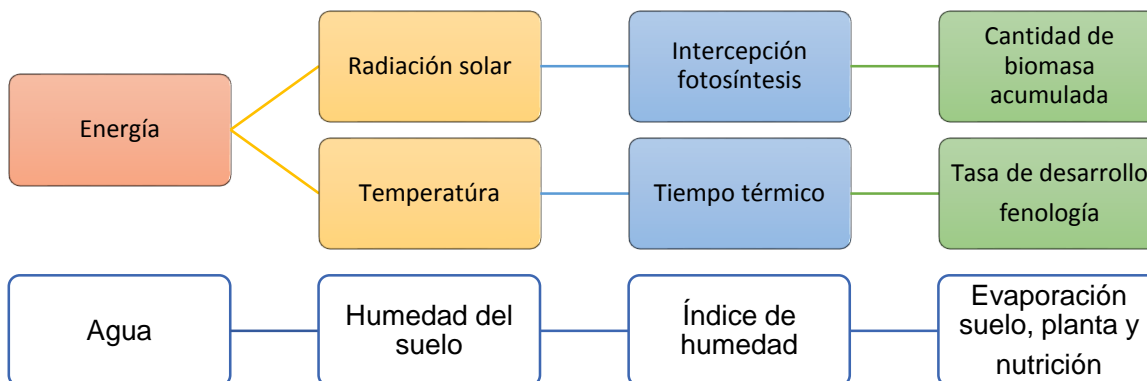 Energía
Radiación solar
Intercepción
fotosíntesis
Cantidad de
biomasa
acumulada
Temperatúra
Tiempo térmico
Tasa de desarrollo
fenología
Agua
Humedad del
suelo
Índice de
humedad
Evaporación
suelo, planta y
nutrición